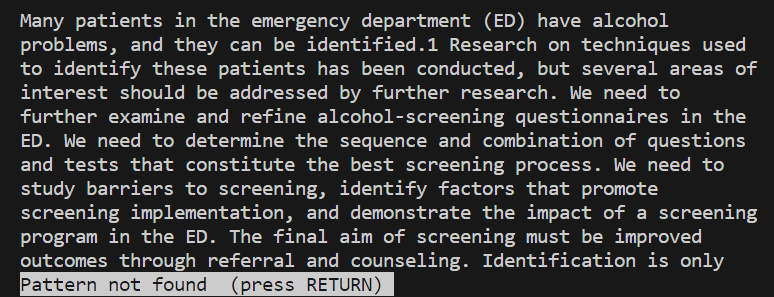 Many patients in the emergency department (ED) have alcohol
problems, and they can be identified.1 Research on techniques used
to identify these patients has been conducted, but several areas of
interest should be addressed by further research. We need to
further examine and refine alcohol-screening questionnaires in the
ED. We need to determine the sequence and combination of questions
and tests that constitute the best screening process. We need to
study barriers to screening, identify factors that promote
screening implementation, and demonstrate the impact of a screening
program in the ED. The final aim of screening must be improved
outcomes through referral and counseling. Identification is only
Pattern not found  (press RETURN)